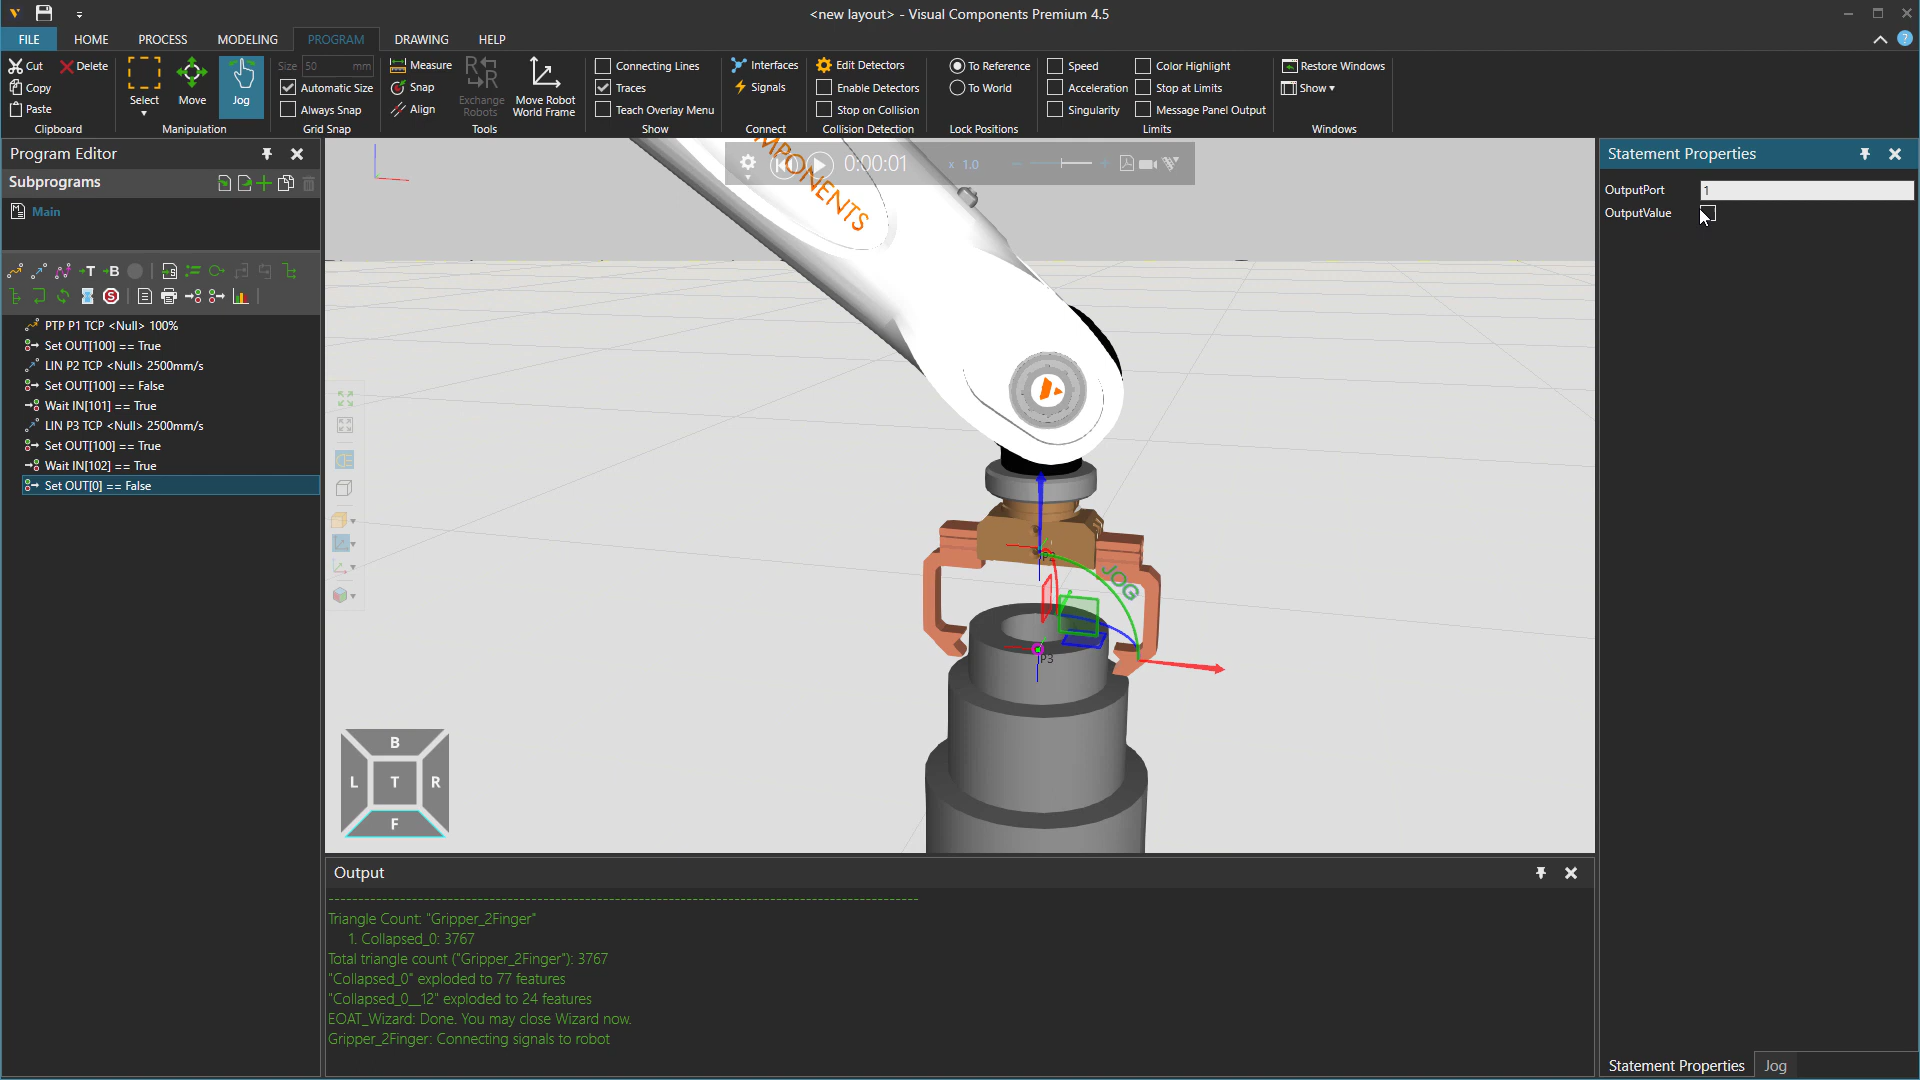 <new layout> - Visual Components Premium 4.5
FILE
HOME
PROCESS
MODELING
PROGRAM
DRAWING
HELP
Cut
Delete
Copy
Paste
Clipboard
Select
Move
Jog
Manipulation
Size 50 mm
Automatic Size
Always Snap
Grid Snap
Measure
Snap
Align
Exchange Robots
Move Robot World Frame
Tools
Connecting Lines
Traces
Teach Overlay Menu
Show
Interfaces
Signals
Connect
Edit Detectors
Enable Detectors
Stop on Collision
Collision Detection
To Reference
To World
Lock Positions
Speed
Acceleration
Singularity
Color Highlight
Stop at Limits
Message Panel Output
Limits
Restore Windows
Show
Windows
Program Editor
Subprograms
Main
PTP P1 TCP <Null> 100%
Set OUT[100] == True
LIN P2 TCP <Null> 2500mm/s
Set OUT[100] == False
Wait IN[101] == True
LIN P3 TCP <Null> 2500mm/s
Set OUT[100] == True
Wait IN[102] == True
Set OUT[0] == False
0:00:01
x 1.0
MPONENTS
JOG
P2
P3
B
L
T
R
F
Output
Triangle Count: "Gripper_2Finger"
1. Collapsed_0: 3767
Total triangle count ("Gripper_2Finger"): 3767
"Collapsed_0" exploded to 77 features
"Collapsed_0__12" exploded to 24 features
EOAT_Wizard: Done. You may close Wizard now.
Gripper_2Finger: Connecting signals to robot
Statement Properties
OutputPort
1
OutputValue
Statement Properties
Jog